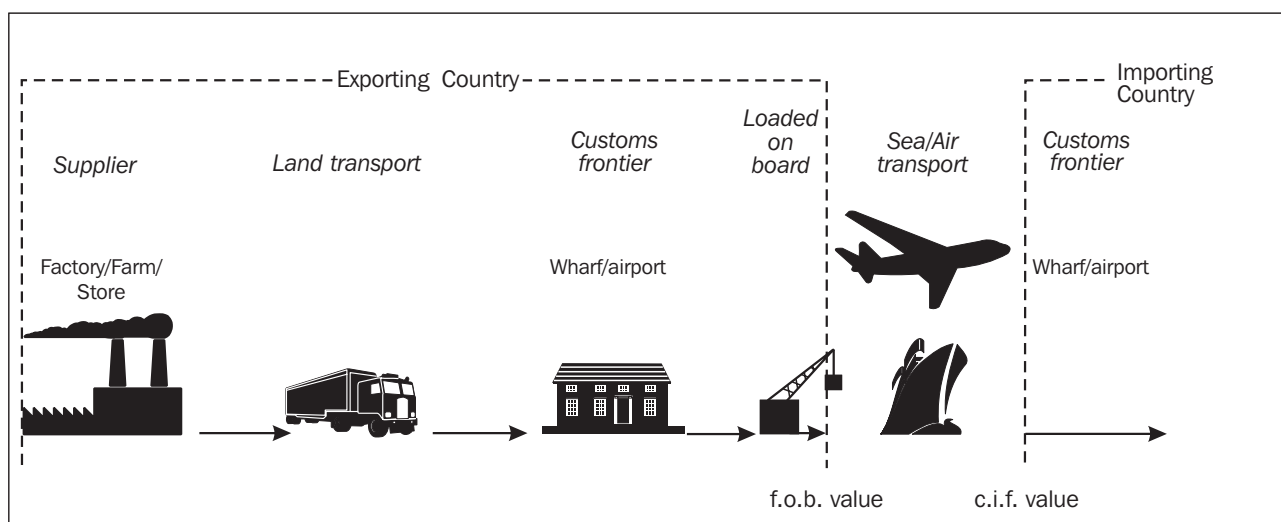 Exporting Country
Importing
Country
Supplier
Land transport
Customs
frontier
Loaded
on
board
Sea/Air
transport
Customs
frontier
Factory/Farm/
Store
Wharf/airport
Wharf/airport
f.o.b. value
c.i.f. value